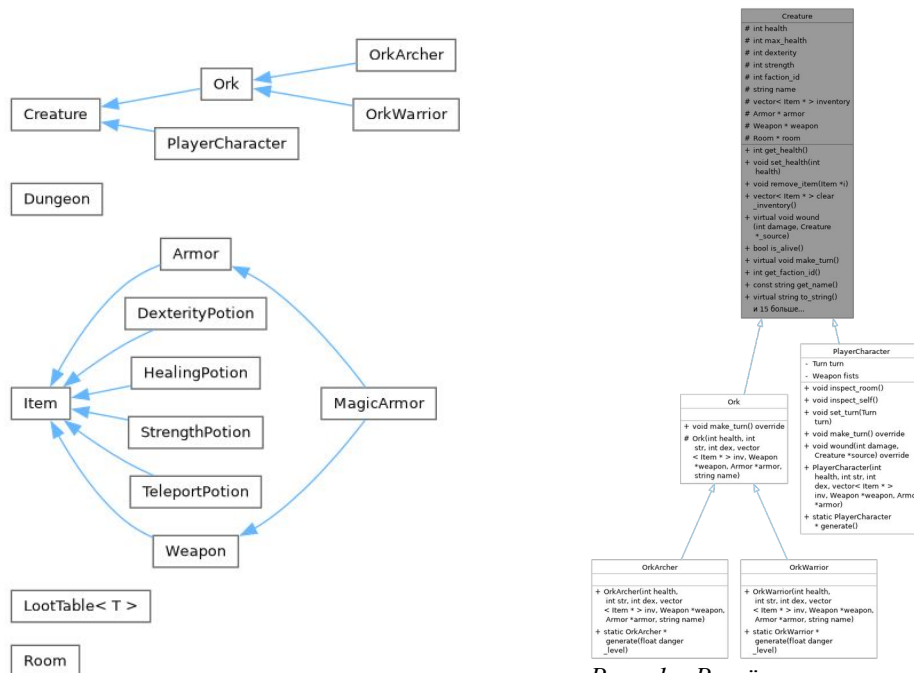 OrkArcher
Ork
Creature
OrkWarrior
PlayerCharacter
Dungeon
Armor
DexterityPotion
HealingPotion
Item
MagicArmor
StrengthPotion
TeleportPotion
Weapon
LootTable< T >
Room
Creature
# int health
# int max_health
# int dexterity
# int strength
# int faction_id
# string name
# vector< Item * > inventory
# Armor * armor
# Weapon * weapon
# Room * room
+ int get_health()
+ void set_health(int
health)
+ void remove_item(Item *i)
+ vector< Item * > clear
_inventory()
+ virtual void wound
(int damage, Creature
*_source)
+ bool is_alive()
+ virtual void make_turn()
+ int get_faction_id()
+ const string get_name()
+ virtual string to_string()
и 15 больше...
PlayerCharacter
- Turn turn
- Weapon fists
+ void inspect_room()
+ void inspect_self()
+ void set_turn(Turn
turn)
+ void make_turn() override
+ void wound(int damage,
Creature *source) override
+ PlayerCharacter(int
health, int str, int
dex, vector< Item * >
inv, Weapon *weapon, Armo
*armor)
+ static PlayerCharacter
* generate()
Ork
+ void make_turn() override
# Ork(int health, int
str, int dex, vector
< Item * > inv, Weapon
*weapon, Armor *armor,
string name)
OrkArcher
+ OrkArcher(int health,
int str, int dex, vector
< Item * > inv, Weapon *weapon,
Armor *armor, string name)
+ static OrkArcher *
generate(float danger
_level)
OrkWarrior
+ OrkWarrior(int health,
int str, int dex, vector
< Item * > inv, Weapon *weapon,
Armor *armor, string name)
+ static OrkWarrior *
generate(float danger
_level)